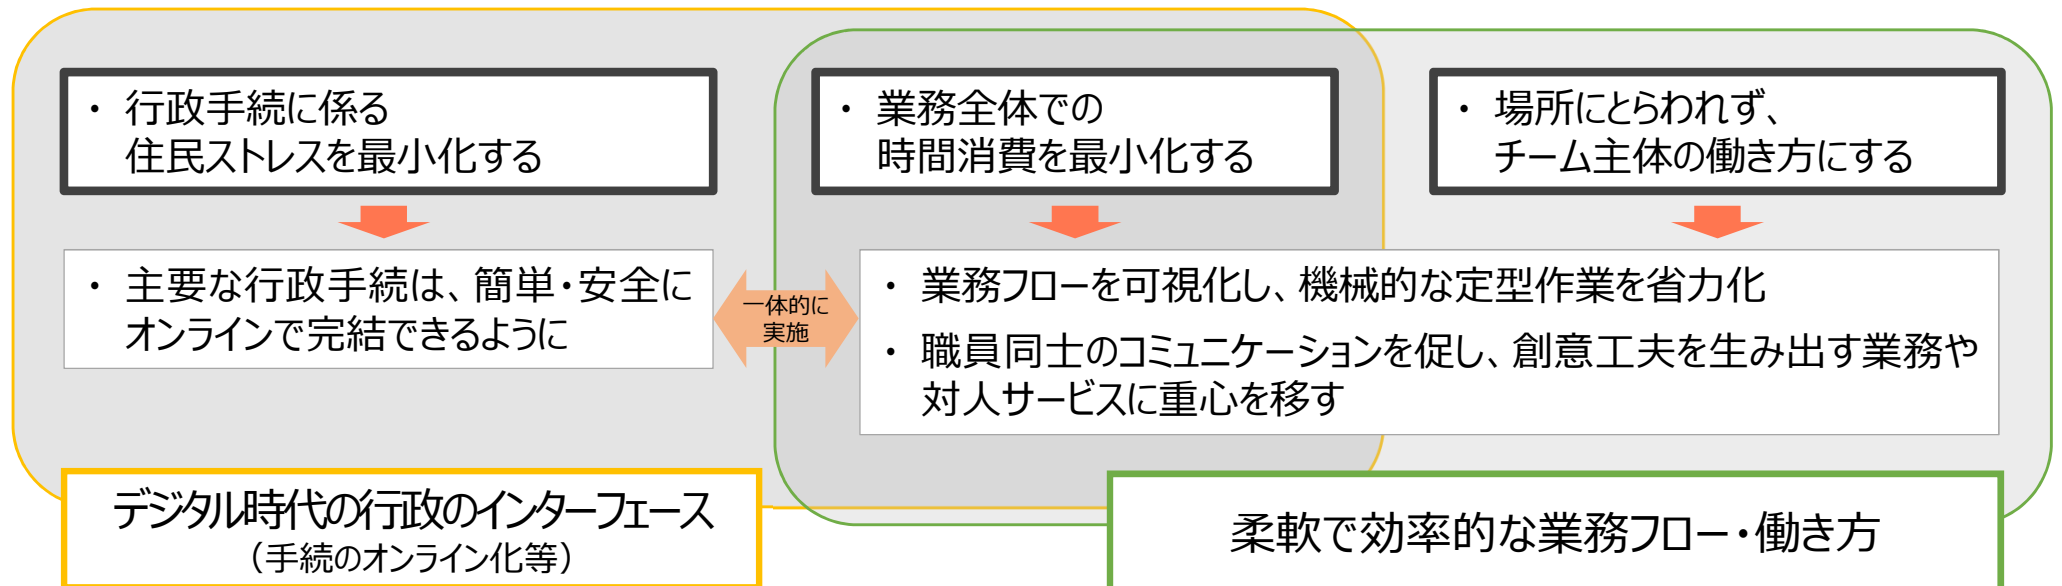 ・ 行政手続に係る
住民ストレスを最小化する
・ 業務全体での
時間消費を最小化する
・ 場所にとらわれず、
チーム主体の働き方にする
・ 主要な行政手続は、簡単・安全に
オンラインで完結できるように
一体的に
実施
・ 業務フローを可視化し、機械的な定型作業を省力化
・ 職員同士のコミュニケーションを促し、創意工夫を生み出す業務や
対人サービスに重心を移す
デジタル時代の行政のインターフェース
（手続のオンライン化等）
柔軟で効率的な業務フロー・働き方